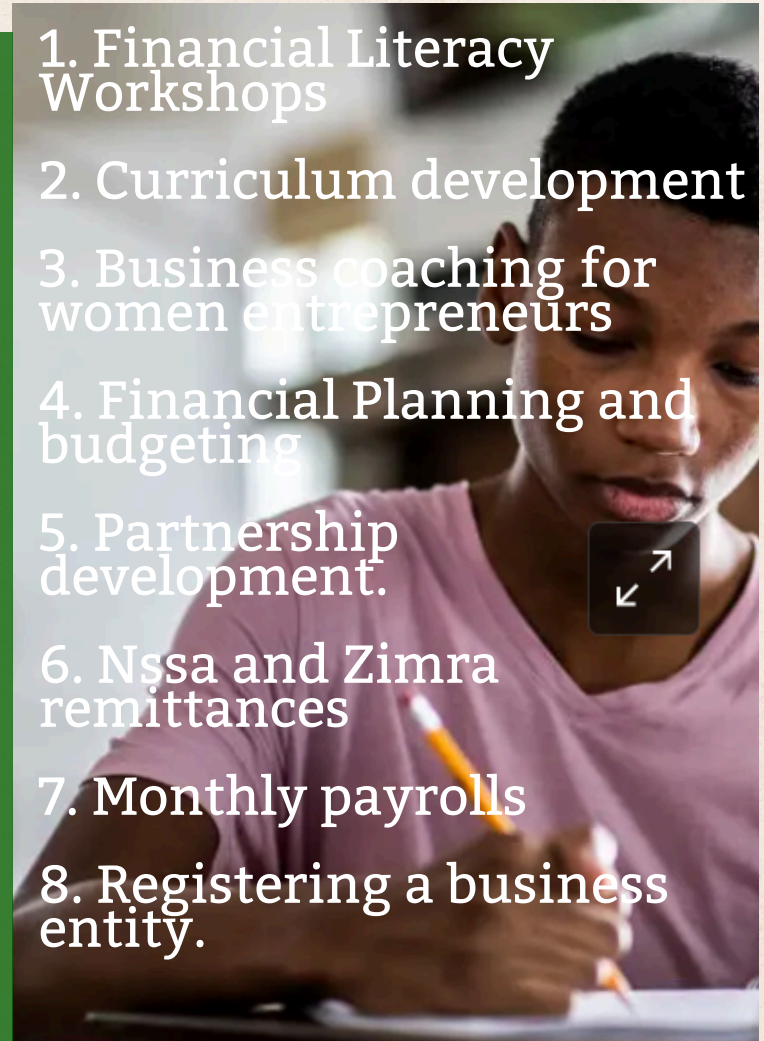 1. Financial Literacy
Workshops
2. Curriculum development
3. Business coaching for
women entrepreneurs
4. Financial Planning and
budgeting
5. Partnership
development.
6. Nssa and Zimra
remittances
7. Monthly payrolls
8. Registering a business
entity.